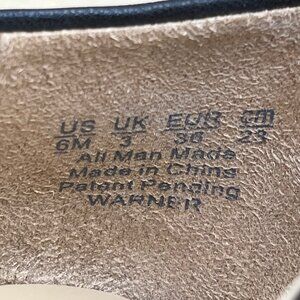 US UK EUR cm
6M 3 36 23
All Man Made
Made in China
Patent Pending
WARNER